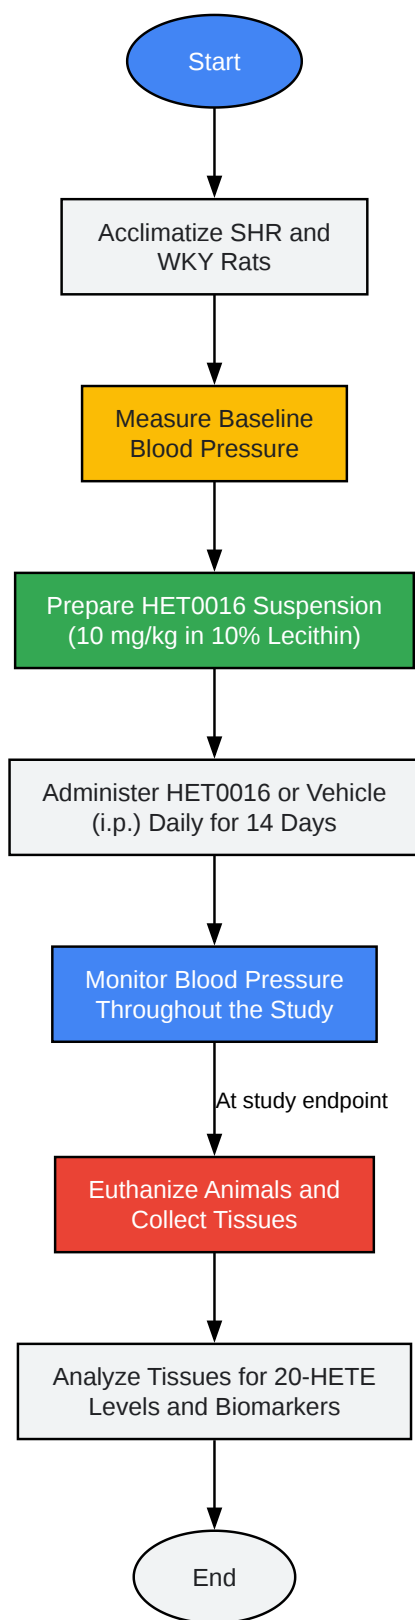 Start
Acclimatize SHR and
WKY Rats
Measure Baseline
Blood Pressure
Prepare HET0016 Suspension
(10 mg/kg in 10% Lecithin)
Administer HET0016 or Vehicle
(i.p.) Daily for 14 Days
Monitor Blood Pressure
Throughout the Study
At study endpoint
Euthanize Animals and
Collect Tissues
Analyze Tissues for 20-HETE
Levels and Biomarkers
End